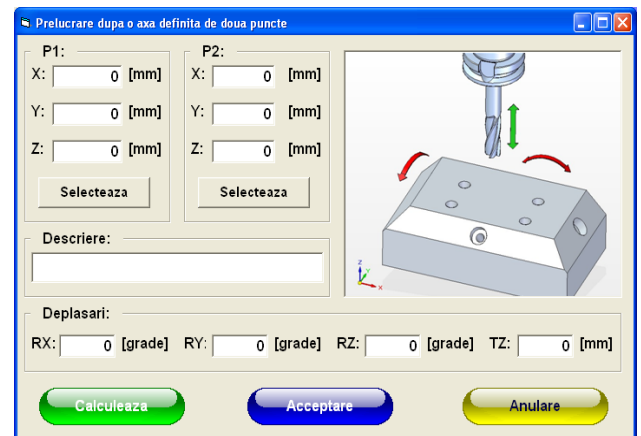 Prelucrare dupa o axa definita de doua puncte
P1:
X: 0 [mm]
Y: 0 [mm]
Z: 0 [mm]
Selecteaza
P2:
X: 0 [mm]
Y: 0 [mm]
Z: 0 [mm]
Selecteaza
Descriere:
z
Y
x
Deplasari:
RX: 0 [grade] RY: 0 [grade] RZ: 0 [grade] TZ: 0 [mm]
Calculeaza Acceptare Anulare